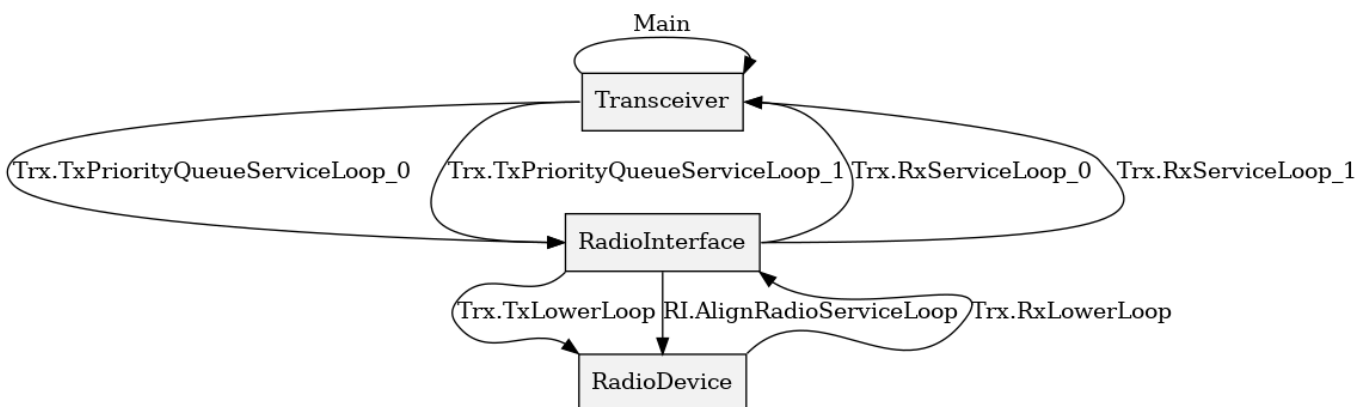 Main
Transceiver
Trx.TxPriorityQueueServiceLoop_0
Trx.TxPriorityQueueServiceLoop_1
Trx.RxServiceLoop_0
Trx.RxServiceLoop_1
RadioInterface
Trx.TxLowerLoop
RI.AlignRadioServiceLoop
Trx.RxLowerLoop
RadioDevice